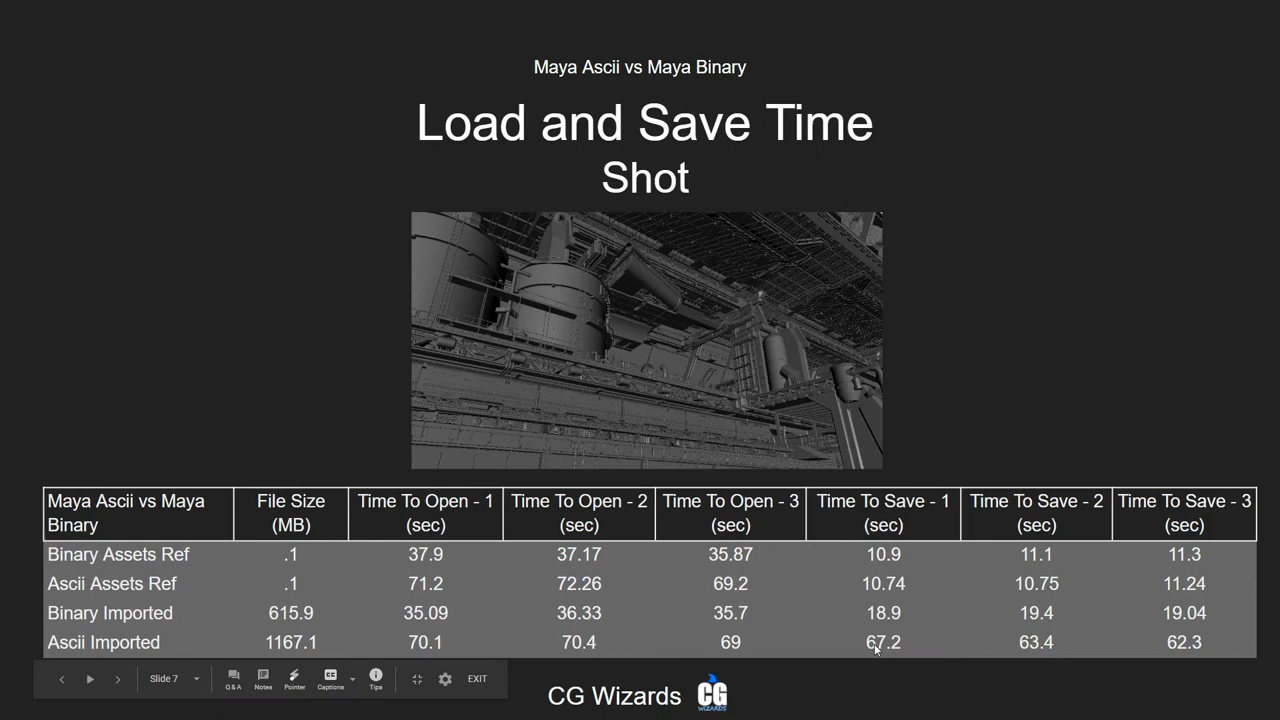 Maya Ascii vs Maya Binary
Load and Save Time
Shot
Maya Ascii vs Maya Binary File Size (MB) Time To Open - 1 (sec) Time To Open - 2 (sec) Time To Open - 3 (sec) Time To Save - 1 (sec) Time To Save - 2 (sec) Time To Save - 3 (sec)
Binary Assets Ref .1 37.9 37.17 35.87 10.9 11.1 11.3
Ascii Assets Ref .1 71.2 72.26 69.2 10.74 10.75 11.24
Binary Imported 615.9 35.09 36.33 35.7 18.9 19.4 19.04
Ascii Imported 1167.1 70.1 70.4 69 67.2 63.4 62.3
Slide 7 Q&A Notes Pointer Captions Tips EXIT
CG Wizards CG WIZARDS